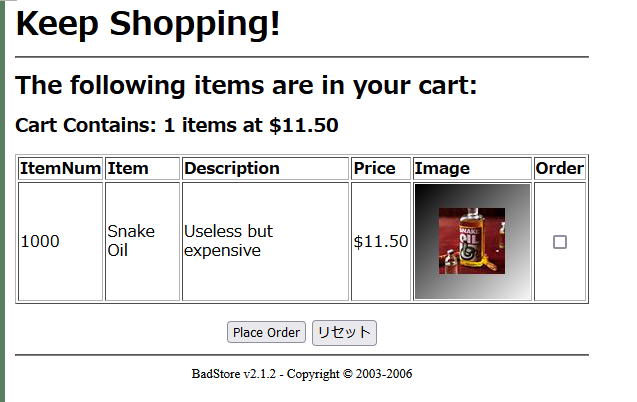 Keep Shopping!
The following items are in your cart:
Cart Contains: 1 items at $11.50
ItemNum Item Description Price Image Order
1000 Snake Oil Useless but expensive $11.50
SNAKE
OIL
Place Order リセット
BadStore v2.1.2 - Copyright © 2003-2006